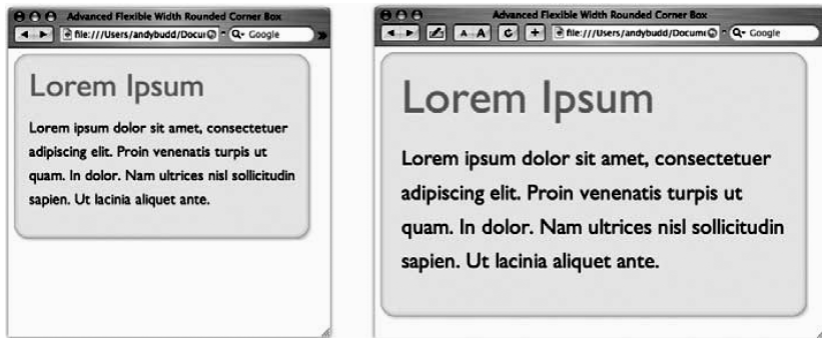 Advanced Flexible Width Rounded Corner Box
file:///Users/andybudd/Docum
Google
Lorem Ipsum
Lorem ipsum dolor sit amet, consectetuer
adipiscing elit. Proin venenatis turpis ut
quam. In dolor. Nam ultrices nisl sollicitudin
sapien. Ut lacinia aliquet ante.
Advanced Flexible Width Rounded Corner Box
A A
file:///Users/andybudd/Docum
Google
Lorem Ipsum
Lorem ipsum dolor sit amet, consectetuer
adipiscing elit. Proin venenatis turpis ut
quam. In dolor. Nam ultrices nisl sollicitudin
sapien. Ut lacinia aliquet ante.